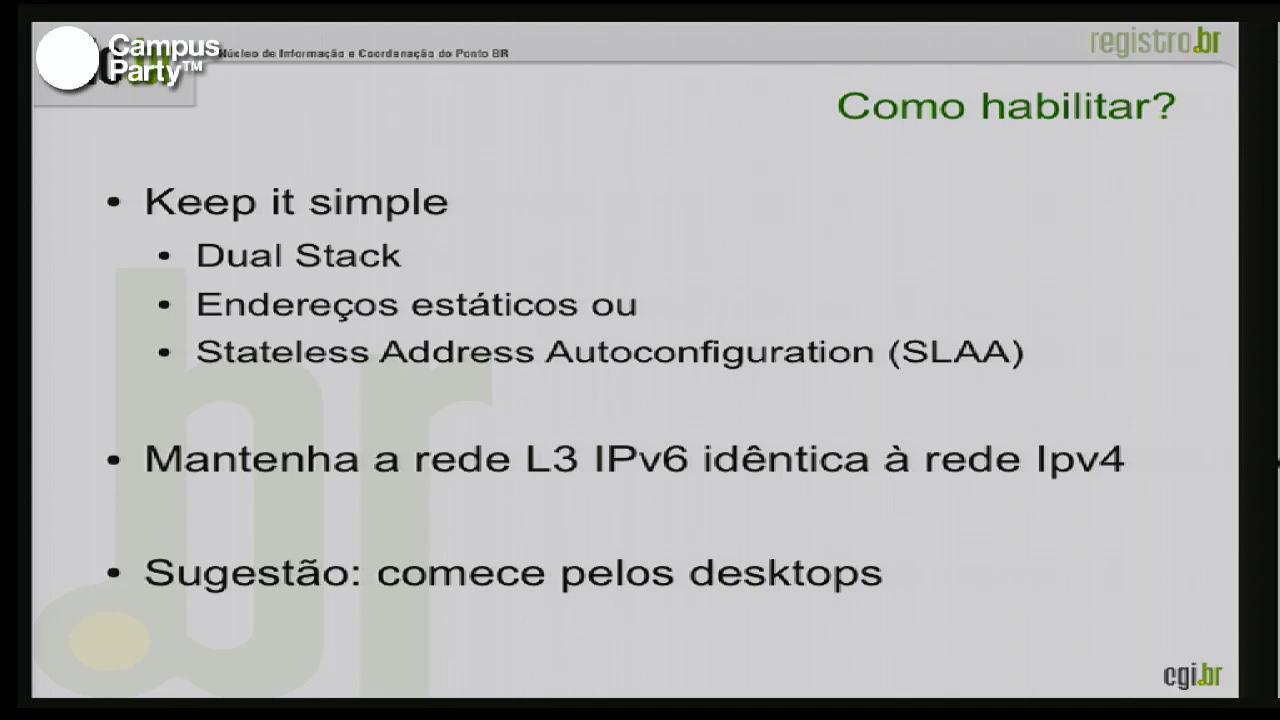 Campus
Party™
Núcleo de Informação e Coordenação do Ponto BR
registro.br
Como habilitar?
• Keep it simple
• Dual Stack
• Endereços estáticos ou
• Stateless Address Autoconfiguration (SLAA)
• Mantenha a rede L3 IPv6 idêntica à rede Ipv4
• Sugestão: comece pelos desktops
cgi.br